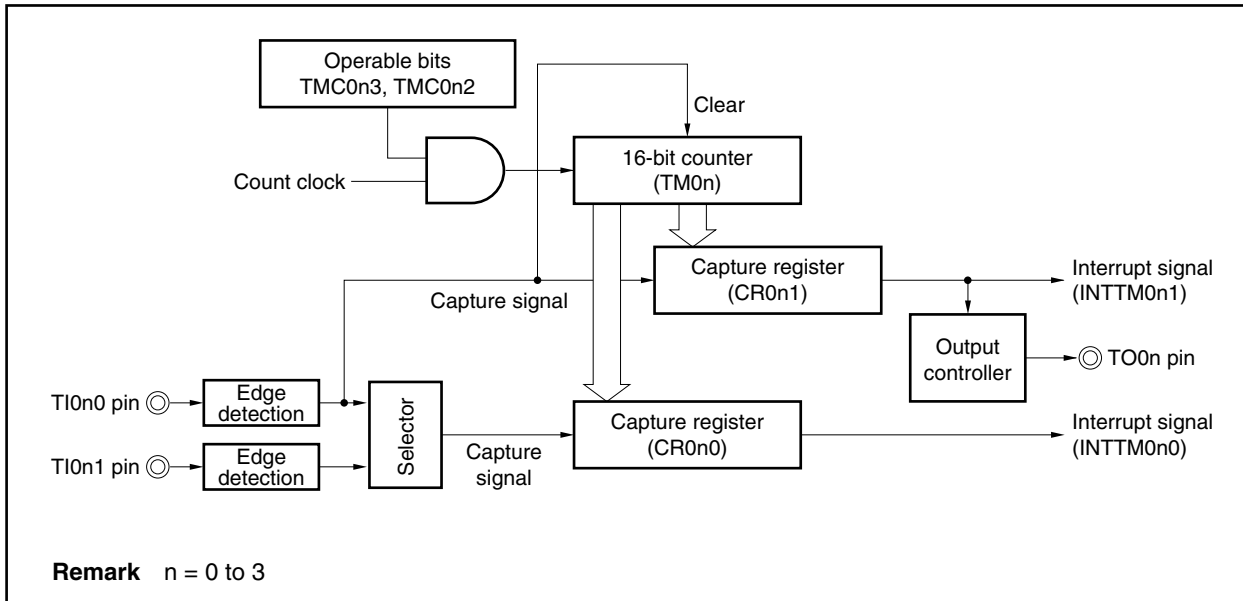 Operable bits
TMC0n3, TMC0n2
Clear
Count clock
16-bit counter
(TM0n)
Capture register
(CR0n1)
Interrupt signal
(INTTM0n1)
Capture signal
Output
controller
TO0n pin
TI0n0 pin
Edge
detection
Selector
Capture register
(CR0n0)
Interrupt signal
(INTTM0n0)
TI0n1 pin
Edge
detection
Capture
signal
Remark n = 0 to 3